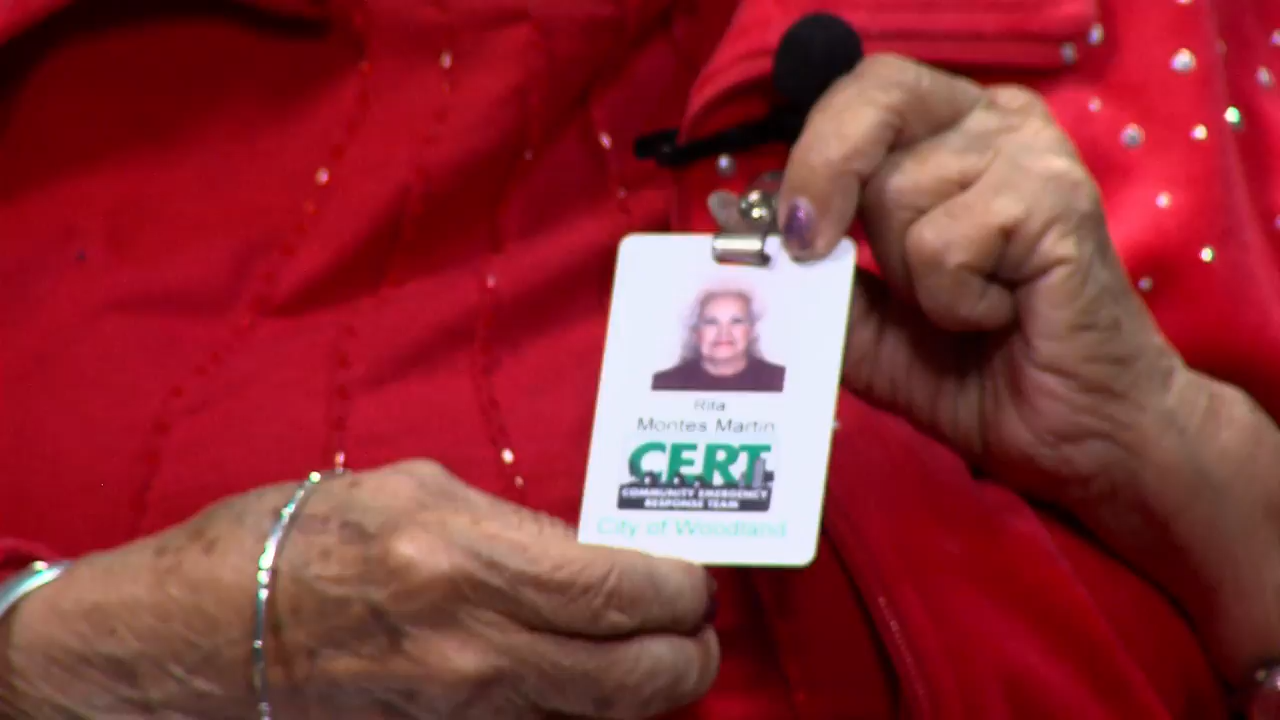 Rita
Montes Martin
CERT
COMMUNITY EMERGENCY
RESPONSE TEAM
City of Woodland